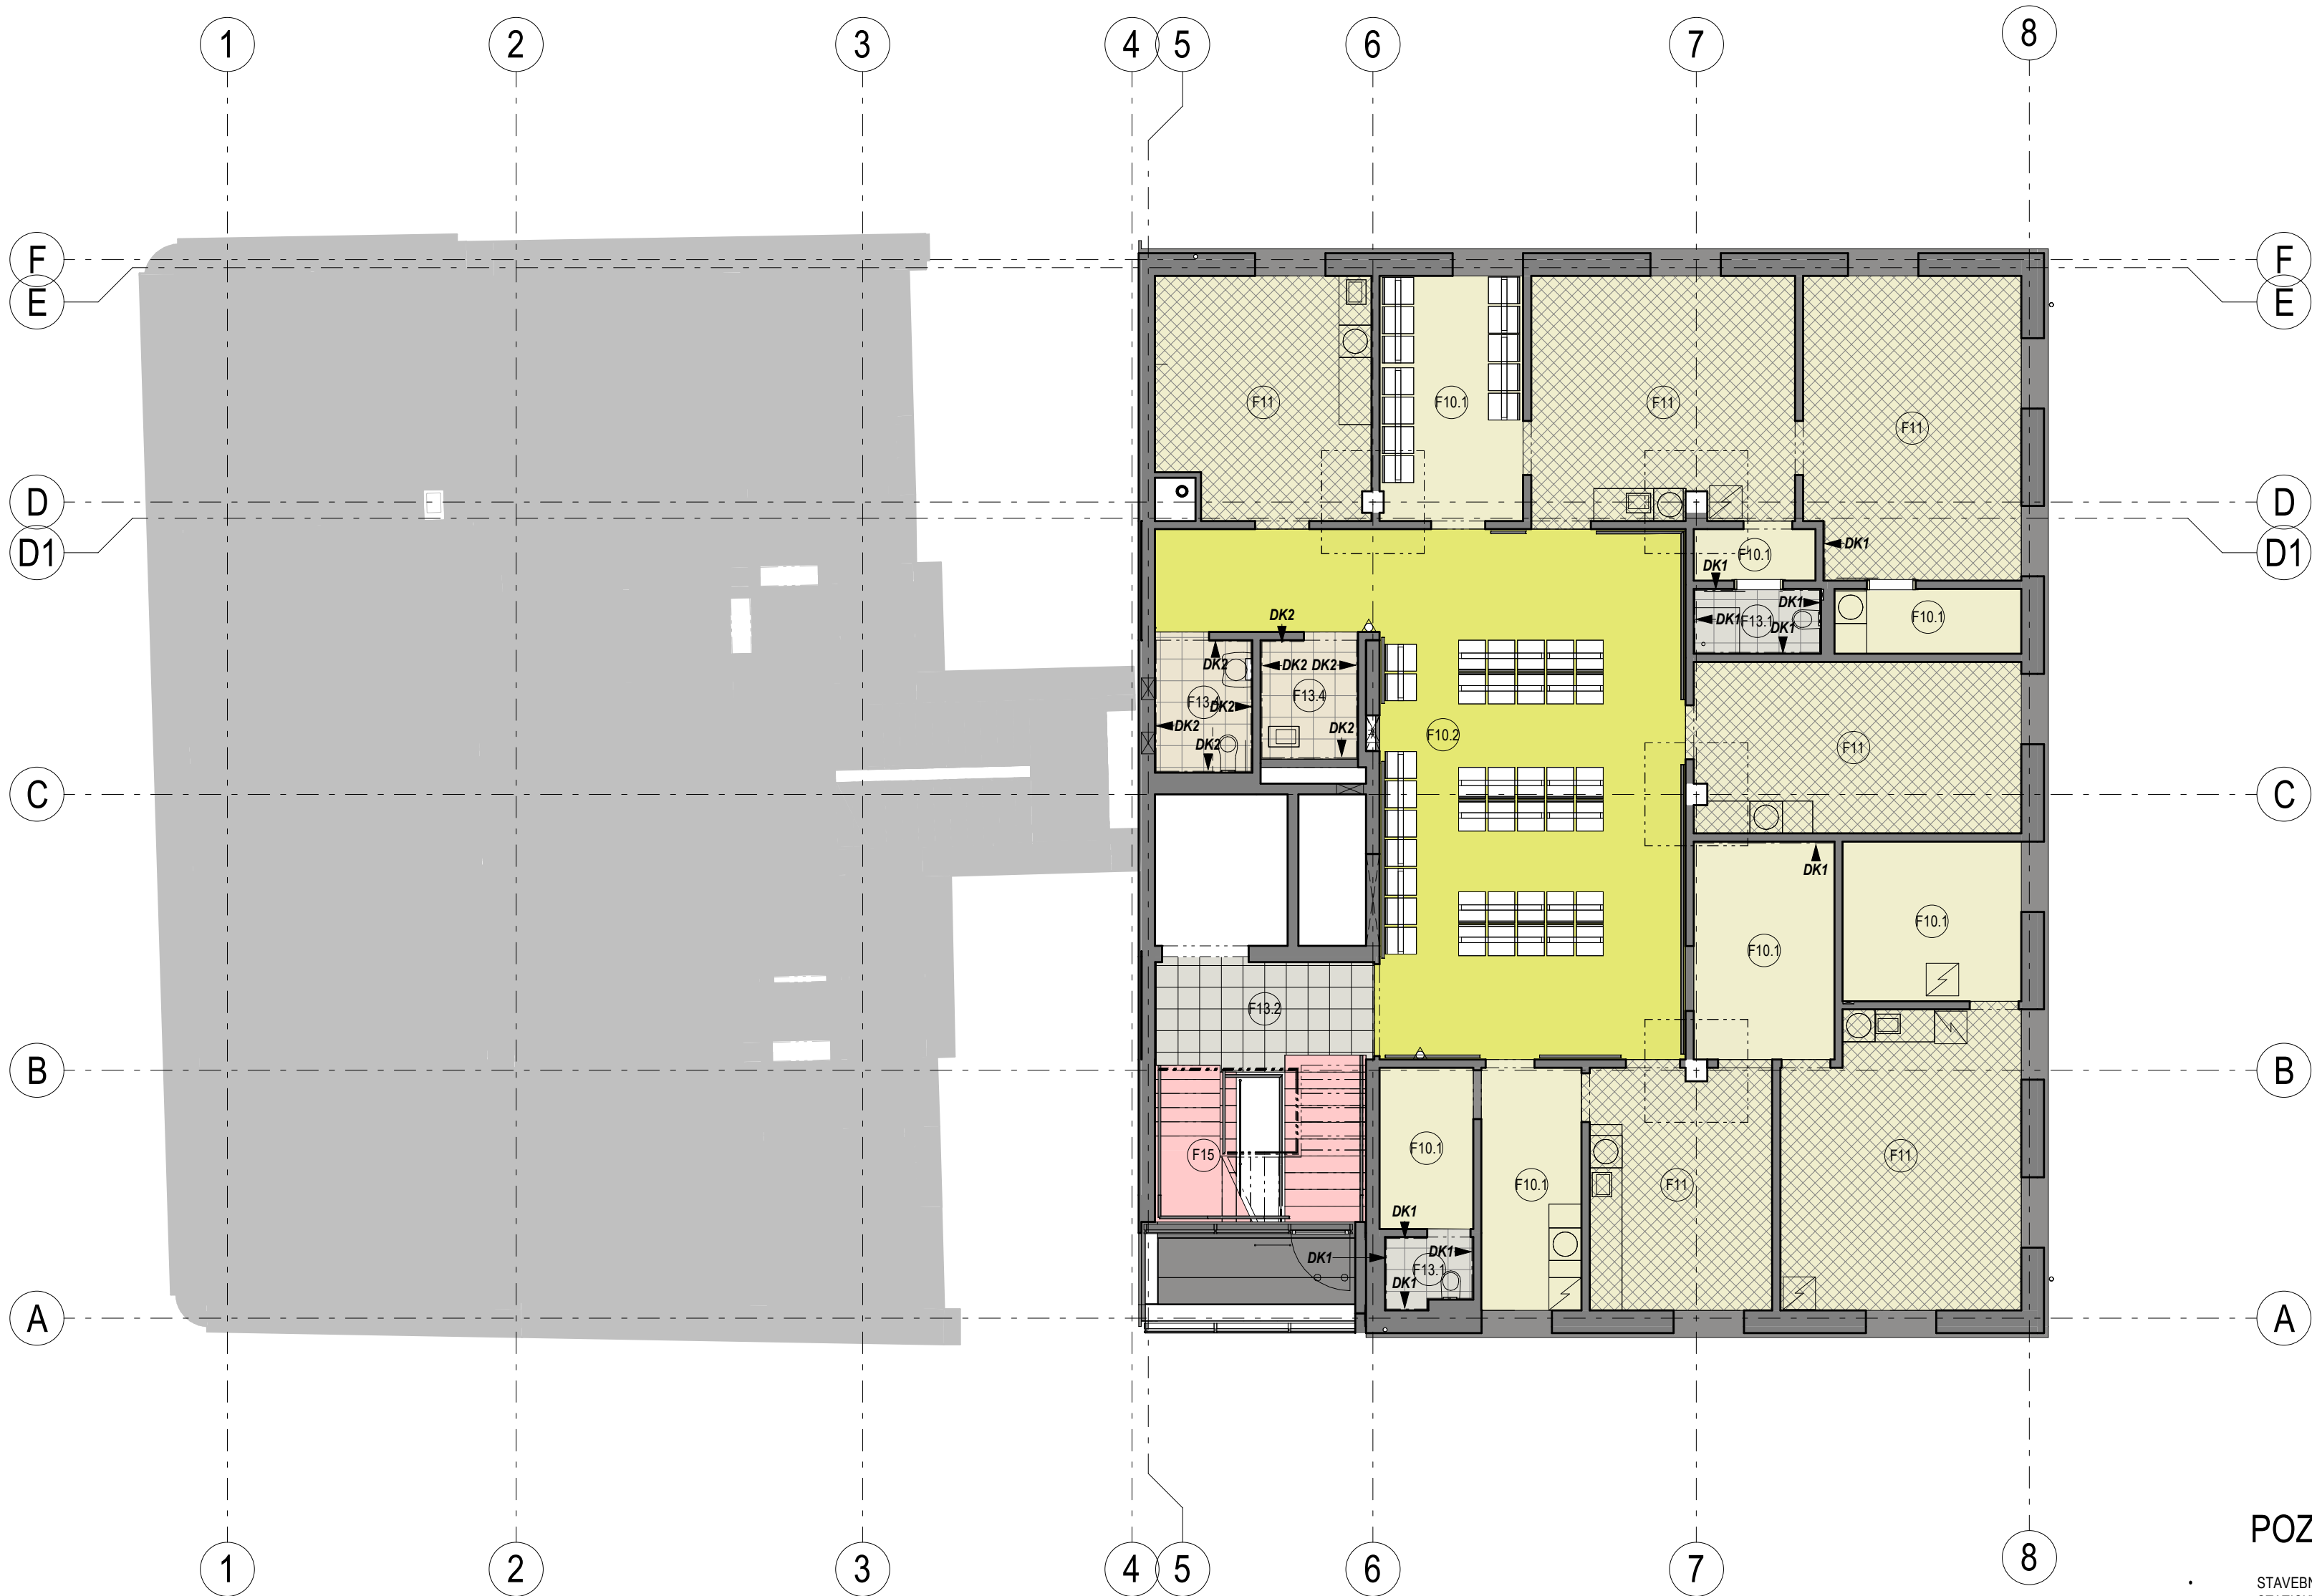 1 2 3 4 5 6 7 8
F F
E E
F11 F10.1 F11 F11
D D
D1 D1
F10.1 DK1
DK1
DK2 DK1 F10.1
DK1 F13.1 DK1
DK2 DK2 DK2
F13.4 F13.4
DK2
DK2 DK2
DK2 F10.2 F11
C C
DK1
F10.1 F10.1
F13.2
B B
F10.1 F15 F11
F10.1 F11
DK1
DK1 DK1
F13.1
DK1
A A
POZ
1 2 3 4 5 6 7 8
STAVEBN